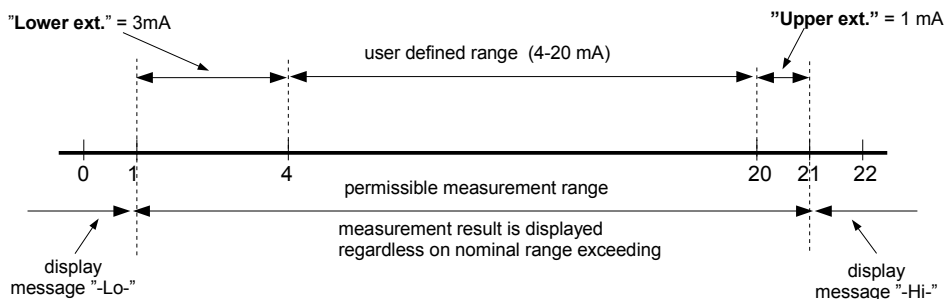 ”Lower ext.” = 3mA
”Upper ext.” = 1 mA
user defined range (4-20 mA)
0 1 4 20 21 22
permissible measurement range
measurement result is displayed
regardless on nominal range exceeding
display
message ”-Lo-”
display
message ”-Hi-”